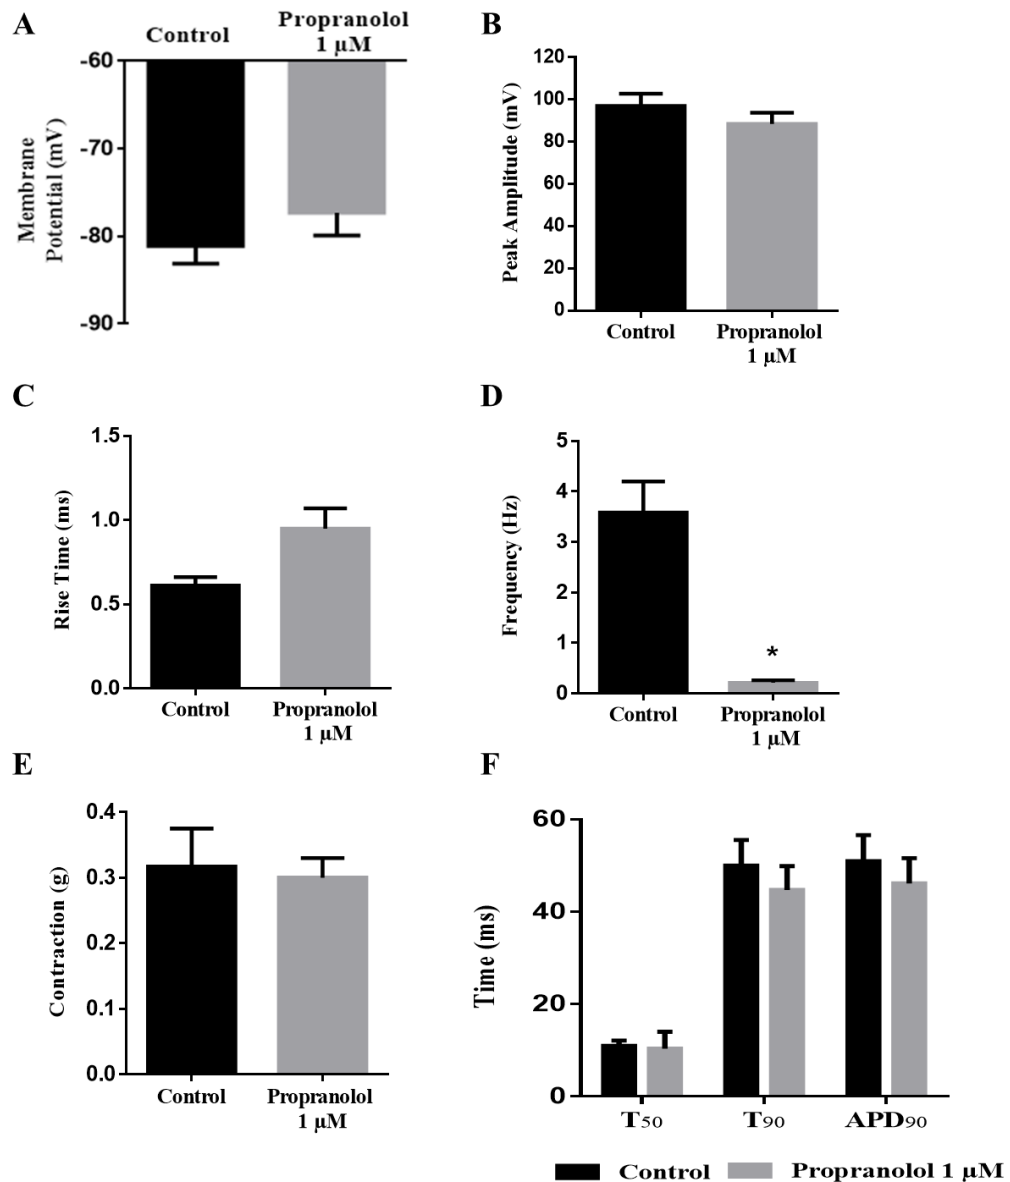 A
Control
Propranolol
1 μM
-60
-70
-80
-90
Membrane
Potential (mV)
B
120
100
80
60
40
20
0
Peak Amplitude (mV)
Control
Propranolol
1 μM
C
1.5
1.0
0.5
0.0
Rise Time (ms)
Control
Propranolol
1 μM
D
5
4
3
2
1
0
Frequency (Hz)
*
Control
Propranolol
1 μM
E
0.4
0.3
0.2
0.1
0.0
Contraction (g)
Control
Propranolol
1 μM
F
60
40
20
0
Time (ms)
T50
T90
APD90
Control
Propranolol 1 μM